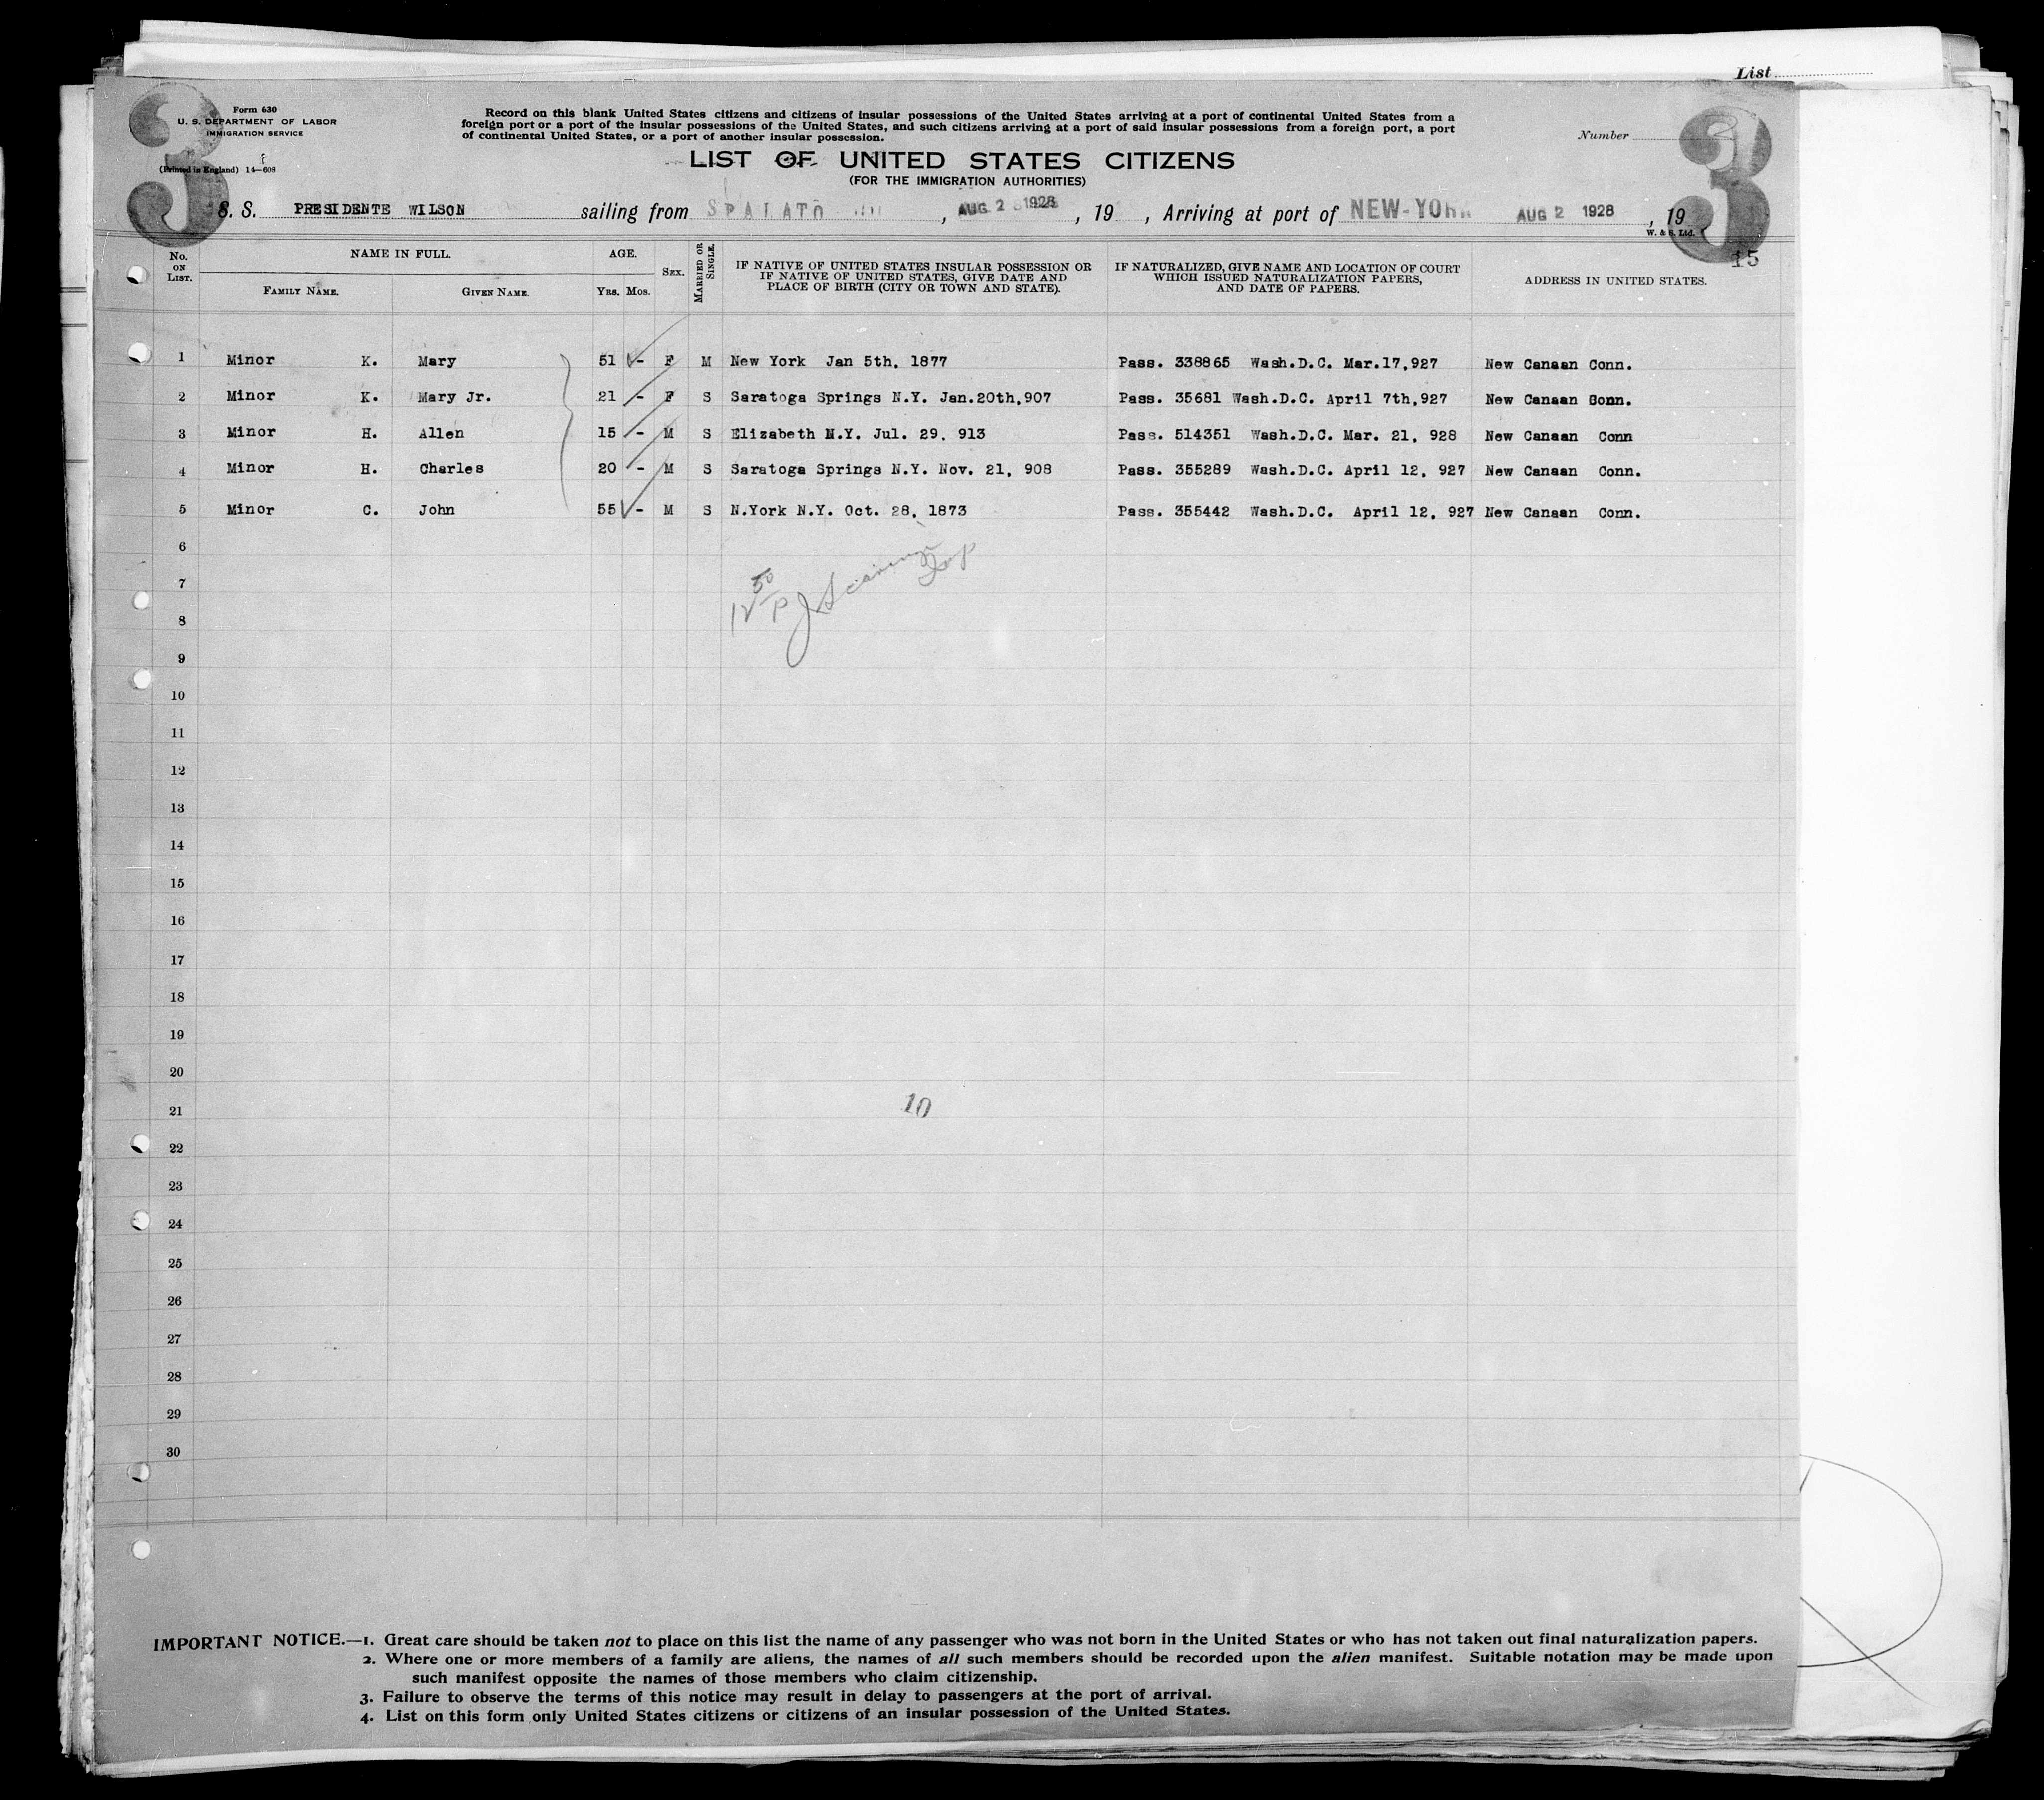 List
3
3
Form 630
U. S. DEPARTMENT OF LABOR
IMMIGRATION SERVICE
(Printed in England) 14—608
Record on this blank United States citizens and citizens of insular possessions of the United States arriving at a port of continental United States from a
foreign port or a port of the insular possessions of the United States, and such citizens arriving at a port of said insular possessions from a foreign port, a port
of continental United States, or a port of another insular possession.
Number
LIST OF UNITED STATES CITIZENS
(FOR THE IMMIGRATION AUTHORITIES)
S. S. PRESIDENTE WILSON sailing from SPALATO , AUG 2 1928 , 19 , Arriving at port of NEW-YORK AUG 2 1928 , 19
W. & S. Ltd.
15
No. ON LIST. NAME IN FULL. FAMILY NAME. GIVEN NAME. AGE. YRS. MOS. SEX. MARRIED OR SINGLE. IF NATIVE OF UNITED STATES INSULAR POSSESSION OR IF NATIVE OF UNITED STATES, GIVE DATE AND PLACE OF BIRTH (CITY OR TOWN AND STATE). IF NATURALIZED, GIVE NAME AND LOCATION OF COURT WHICH ISSUED NATURALIZATION PAPERS, AND DATE OF PAPERS. ADDRESS IN UNITED STATES.
1 Minor K. Mary 51 - F M New York Jan 5th, 1877 Pass. 338865 Wash.D.C. Mar.17,927 New Canaan Conn.
2 Minor K. Mary Jr. 21 - F S Saratoga Springs N.Y. Jan.20th,907 Pass. 35681 Wash.D.C. April 7th,927 New Canaan Conn.
3 Minor H. Allen 15 - M S Elizabeth N.Y. Jul. 29, 913 Pass. 514351 Wash.D.C. Mar. 21, 928 New Canaan Conn
4 Minor H. Charles 20 - M S Saratoga Springs N.Y. Nov. 21, 908 Pass. 355289 Wash.D.C. April 12, 927 New Canaan Conn.
5 Minor C. John 55 - M S N.York N.Y. Oct. 28, 1873 Pass. 355442 Wash.D.C. April 12, 927 New Canaan Conn.
6
7
8
9
10
11
12
13
14
15
16
17
18
19
20
21 10
22
23
24
25
26
27
28
29
30
IMPORTANT NOTICE.—1. Great care should be taken not to place on this list the name of any passenger who was not born in the United States or who has not taken out final naturalization papers.
2. Where one or more members of a family are aliens, the names of all such members should be recorded upon the alien manifest. Suitable notation may be made upon
such manifest opposite the names of those members who claim citizenship.
3. Failure to observe the terms of this notice may result in delay to passengers at the port of arrival.
4. List on this form only United States citizens or citizens of an insular possession of the United States.